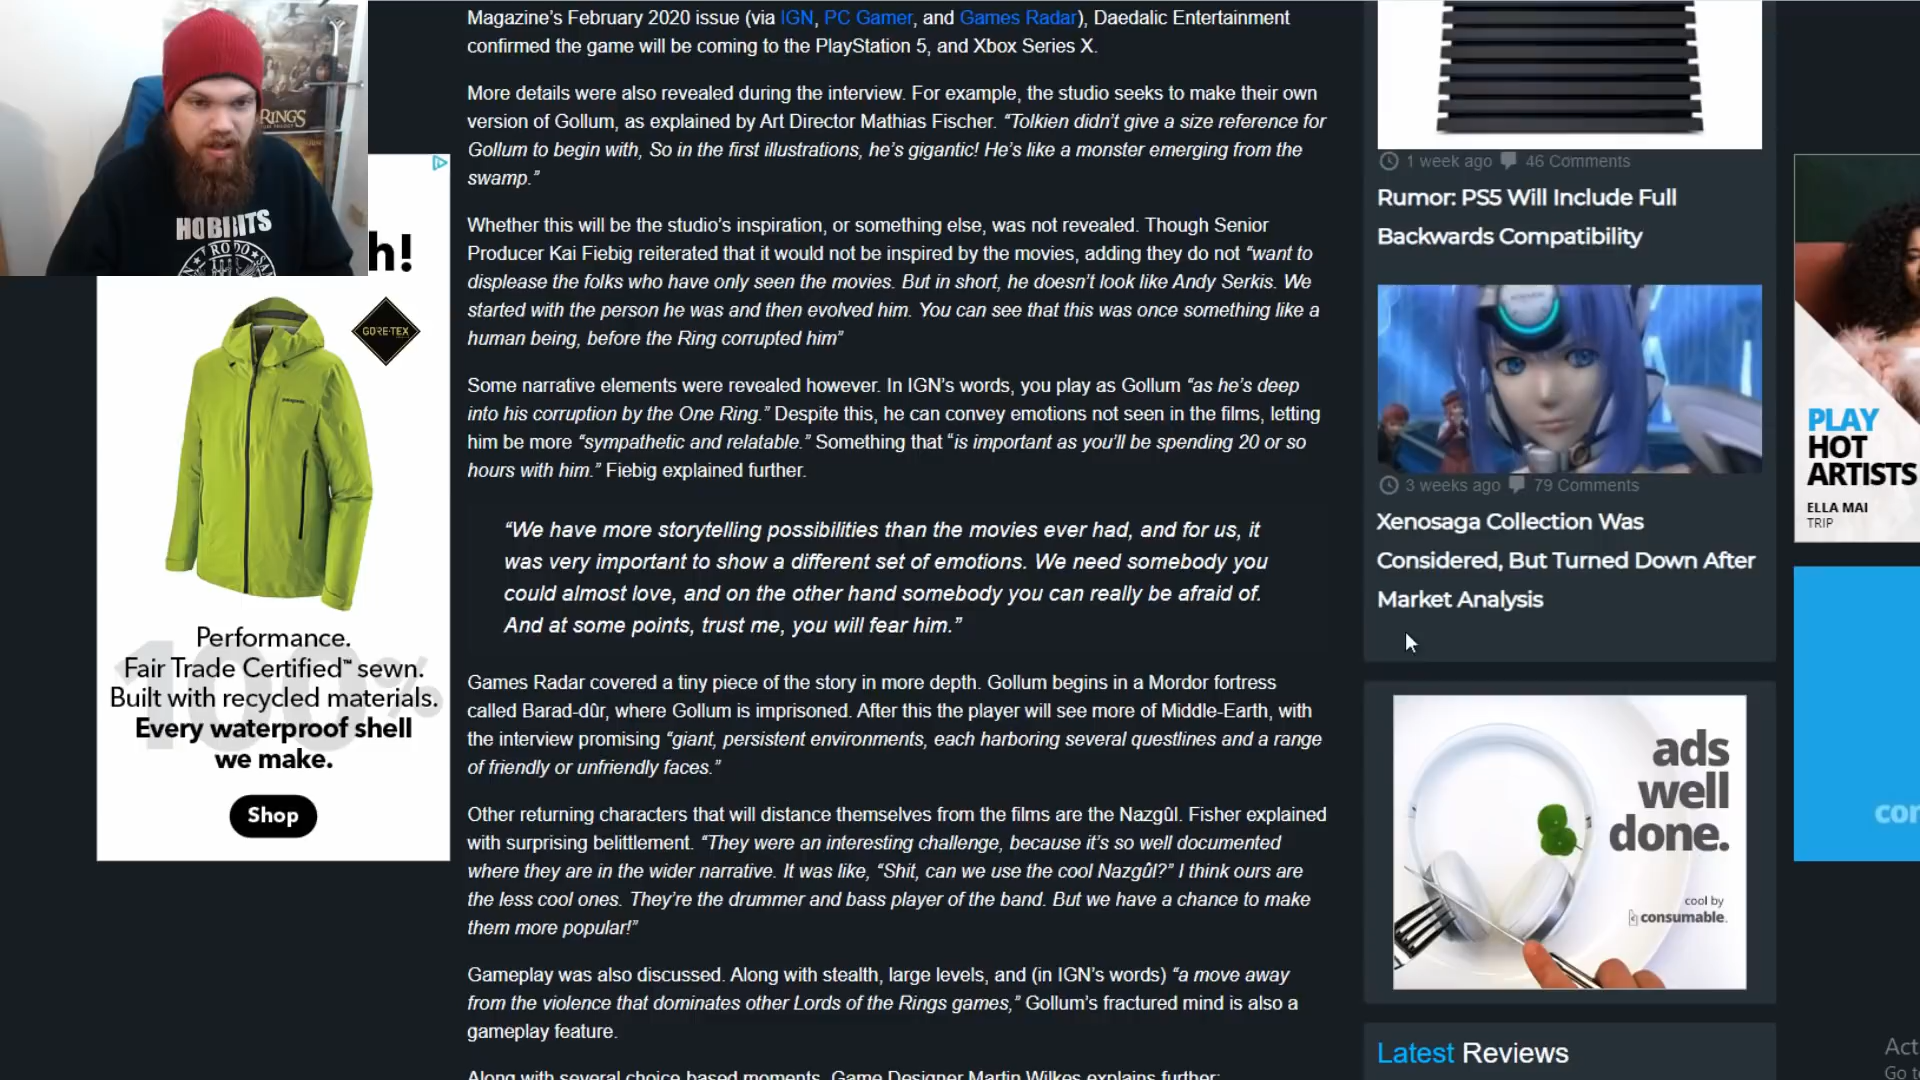 Magazine’s February 2020 issue (via IGN, PC Gamer, and Games Radar), Daedalic Entertainment
confirmed the game will be coming to the PlayStation 5, and Xbox Series X.
More details were also revealed during the interview. For example, the studio seeks to make their own
version of Gollum, as explained by Art Director Mathias Fischer. “Tolkien didn’t give a size reference for
Gollum to begin with, So in the first illustrations, he’s gigantic! He’s like a monster emerging from the
swamp.”
Whether this will be the studio’s inspiration, or something else, was not revealed. Though Senior
Producer Kai Fiebig reiterated that it would not be inspired by the movies, adding they do not “want to
displease the folks who have only seen the movies. But in short, he doesn’t look like Andy Serkis. We
started with the person he was and then evolved him. You can see that this was once something like a
human being, before the Ring corrupted him”
Some narrative elements were revealed however. In IGN’s words, you play as Gollum “as he’s deep
into his corruption by the One Ring.” Despite this, he can convey emotions not seen in the films, letting
him be more “sympathetic and relatable.” Something that “is important as you’ll be spending 20 or so
hours with him.” Fiebig explained further.
“We have more storytelling possibilities than the movies ever had, and for us, it
was very important to show a different set of emotions. We need somebody you
could almost love, and on the other hand somebody you can really be afraid of.
And at some points, trust me, you will fear him.”
Games Radar covered a tiny piece of the story in more depth. Gollum begins in a Mordor fortress
called Barad-dûr, where Gollum is imprisoned. After this the player will see more of Middle-Earth, with
the interview promising “giant, persistent environments, each harboring several questlines and a range
of friendly or unfriendly faces.”
Other returning characters that will distance themselves from the films are the Nazgûl. Fisher explained
with surprising belittlement. “They were an interesting challenge, because it’s so well documented
where they are in the wider narrative. It was like, “Shit, can we use the cool Nazgûl?” I think ours are
the less cool ones. They’re the drummer and bass player of the band. But we have a chance to make
them more popular!”
Gameplay was also discussed. Along with stealth, large levels, and (in IGN’s words) “a move away
from the violence that dominates other Lords of the Rings games,” Gollum’s fractured mind is also a
gameplay feature.
Along with several choice based moments, Game Designer Martin Wilkes explains further:
RINGS
HOBBITS
h!
GORE-TEX
patagonia
100%
Performance.
Fair Trade Certified™ sewn.
Built with recycled materials.
Every waterproof shell
we make.
Shop
1 week ago 46 Comments
Rumor: PS5 Will Include Full
Backwards Compatibility
3 weeks ago 79 Comments
Xenosaga Collection Was
Considered, But Turned Down After
Market Analysis
ads
well
done.
cool by
consumable.
Latest Reviews
PLAY
HOT
ARTISTS
ELLA MAI
TRIP
con
Act
Go to